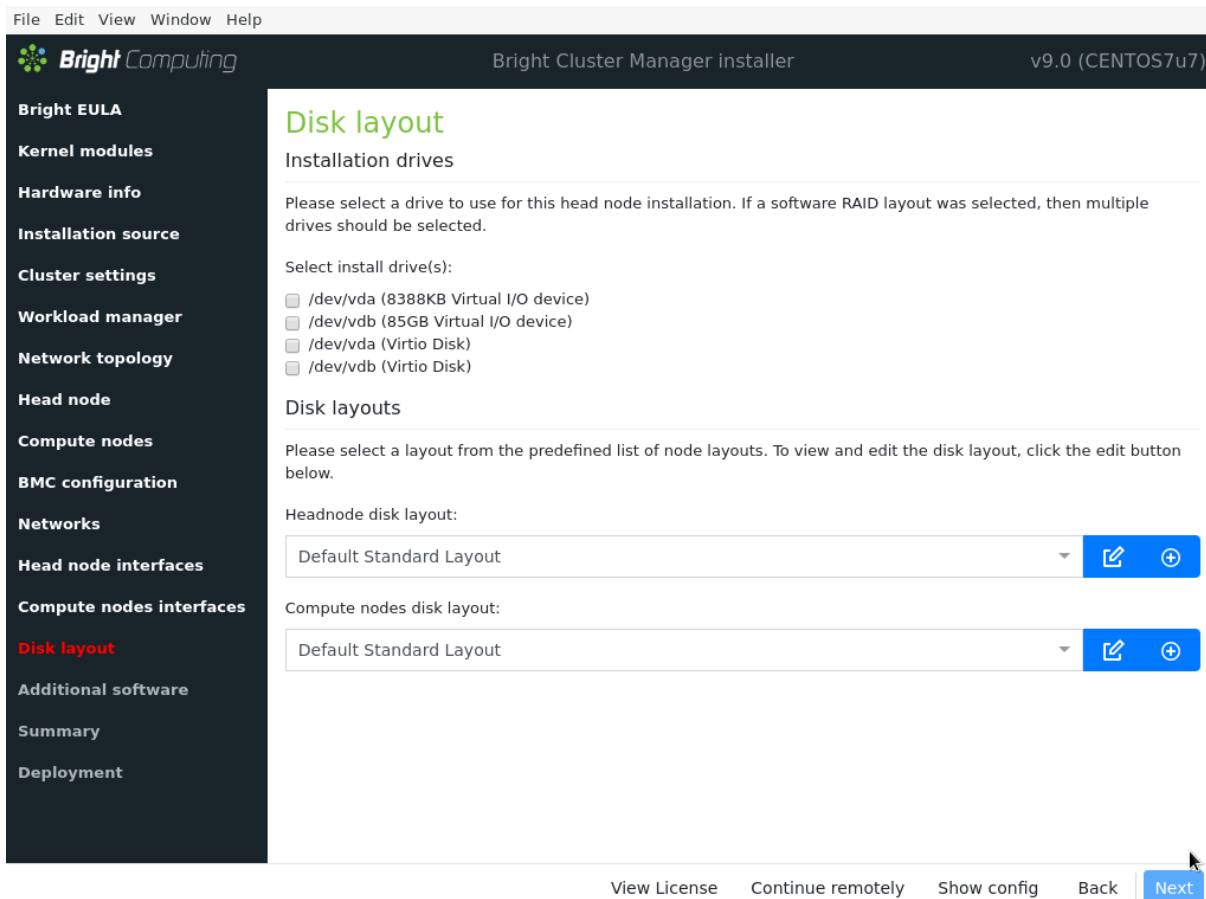 File Edit View Window Help
Bright Computing
Bright Cluster Manager installer
v9.0 (CENTOS7u7)
Bright EULA
Kernel modules
Hardware info
Installation source
Cluster settings
Workload manager
Network topology
Head node
Compute nodes
BMC configuration
Networks
Head node interfaces
Compute nodes interfaces
Disk layout
Additional software
Summary
Deployment
Disk layout
Installation drives
Please select a drive to use for this head node installation. If a software RAID layout was selected, then multiple
drives should be selected.
Select install drive(s):
/dev/vda (8388KB Virtual I/O device)
/dev/vdb (85GB Virtual I/O device)
/dev/vda (Virtio Disk)
/dev/vdb (Virtio Disk)
Disk layouts
Please select a layout from the predefined list of node layouts. To view and edit the disk layout, click the edit button
below.
Headnode disk layout:
Default Standard Layout
Compute nodes disk layout:
Default Standard Layout
View License Continue remotely Show config Back Next